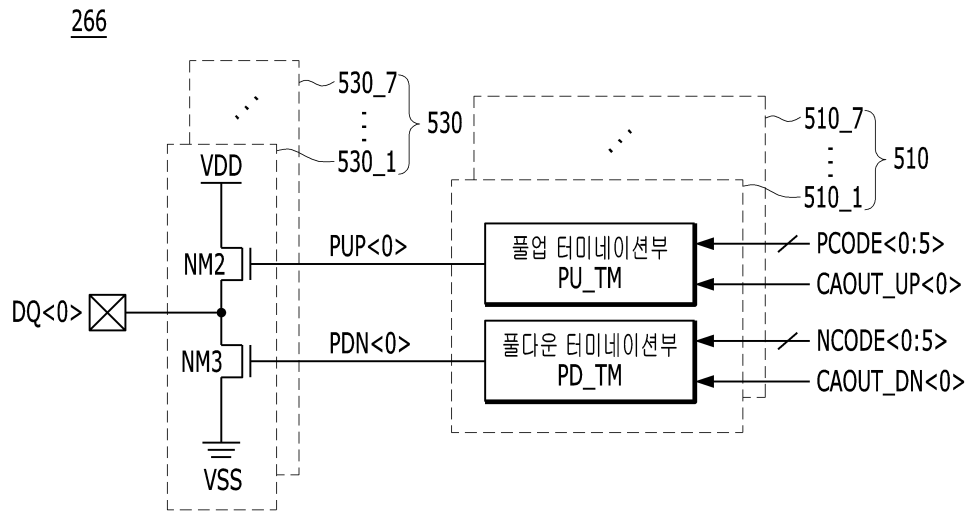 266
530_7
530
530_1
510_7
510
510_1
VDD
NM2
PUP<0>
풀업 터미네이션부
PU_TM
PCODE<0:5>
CAOUT_UP<0>
DQ<0>
NM3
PDN<0>
풀다운 터미네이션부
PD_TM
NCODE<0:5>
CAOUT_DN<0>
VSS